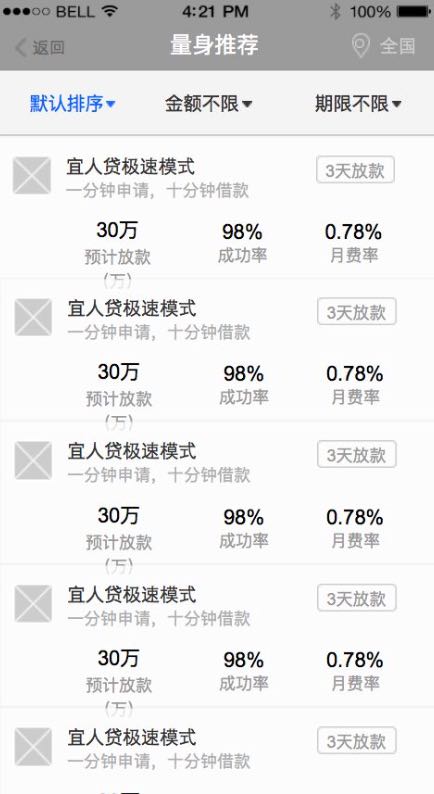 BELL 4:21 PM 100%
返回 量身推荐 全国
默认排序 金额不限 期限不限
宜人贷极速模式 3天放款
一分钟申请，十分钟借款
30万 98% 0.78%
预计放款 成功率 月费率
(万)
宜人贷极速模式 3天放款
一分钟申请，十分钟借款
30万 98% 0.78%
预计放款 成功率 月费率
(万)
宜人贷极速模式 3天放款
一分钟申请，十分钟借款
30万 98% 0.78%
预计放款 成功率 月费率
(万)
宜人贷极速模式 3天放款
一分钟申请，十分钟借款
30万 98% 0.78%
预计放款 成功率 月费率
(万)
宜人贷极速模式 3天放款
一分钟申请，十分钟借款